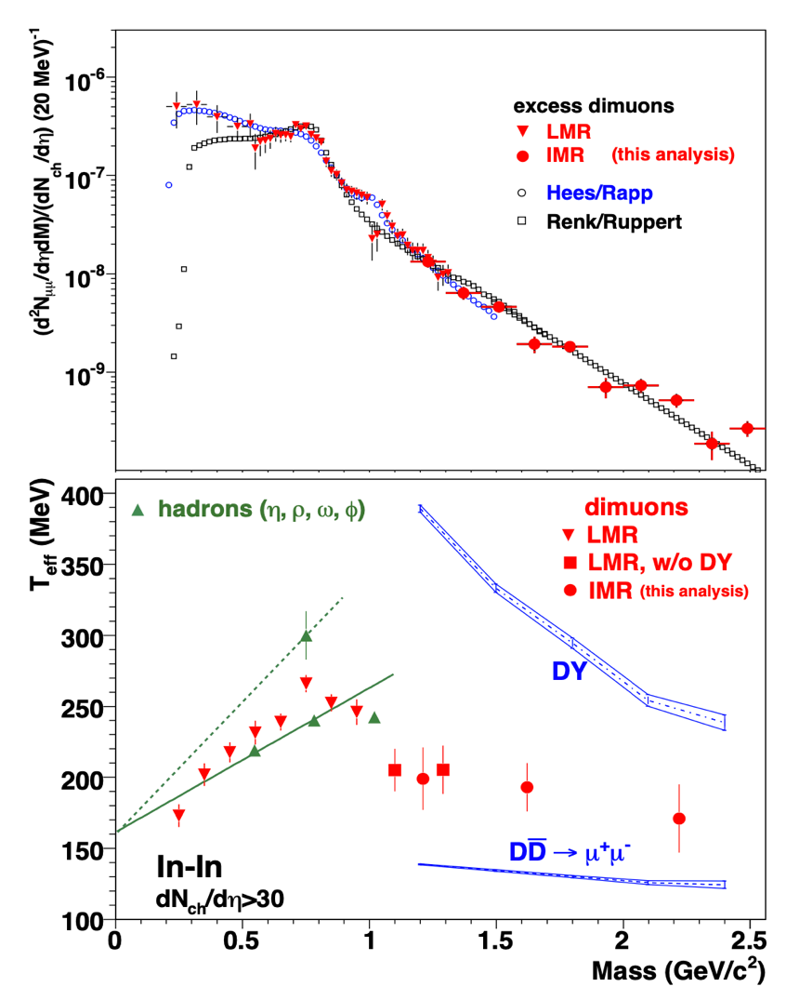 (d²N_μμ/dηdM)/(dN_ch/dη) (20 MeV)⁻¹
10⁻⁶
10⁻⁷
10⁻⁸
10⁻⁹
excess dimuons
LMR
IMR (this analysis)
Hees/Rapp
Renk/Ruppert
T_eff (MeV)
400
350
300
250
200
150
100
hadrons (η, ρ, ω, ϕ)
dimuons
LMR
LMR, w/o DY
IMR (this analysis)
DY
DD̅ → μ⁺μ⁻
In-In
dN_ch/dη>30
0 0.5 1 1.5 2 2.5
Mass (GeV/c²)